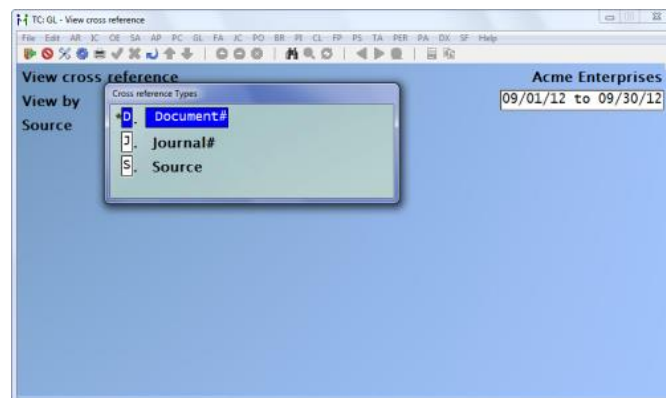 TC: GL - View cross reference
File Edit AR IC OE SA AP PC GL FA JC PO BR PI CL FP PS TA PER PA DX SF Help
View cross reference
Acme Enterprises
View by
09/01/12 to 09/30/12
Source
Cross reference Types
*D. Document#
J. Journal#
S. Source